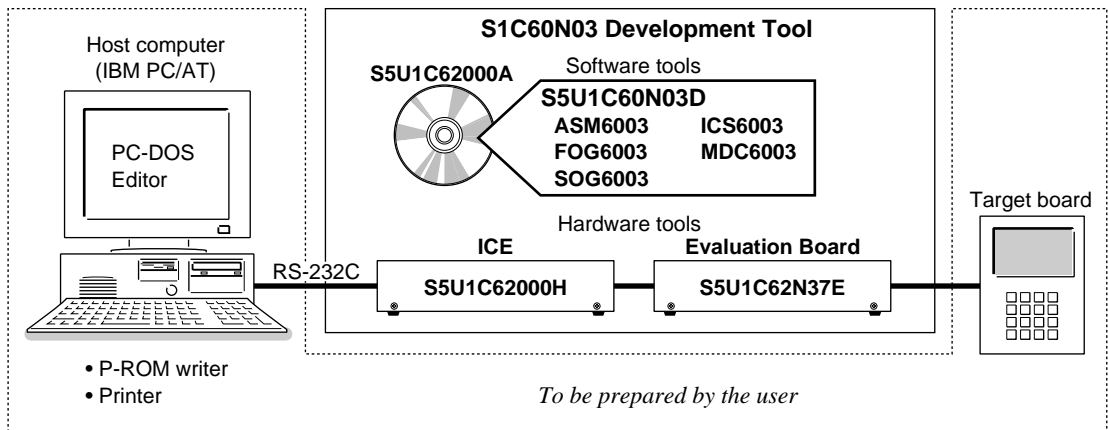 Host computer
(IBM PC/AT)
PC-DOS
Editor
• P-ROM writer
• Printer
RS-232C
S1C60N03 Development Tool
S5U1C62000A
Software tools
S5U1C60N03D
ASM6003 ICS6003
FOG6003 MDC6003
SOG6003
Hardware tools
ICE
S5U1C62000H
Evaluation Board
S5U1C62N37E
Target board
To be prepared by the user